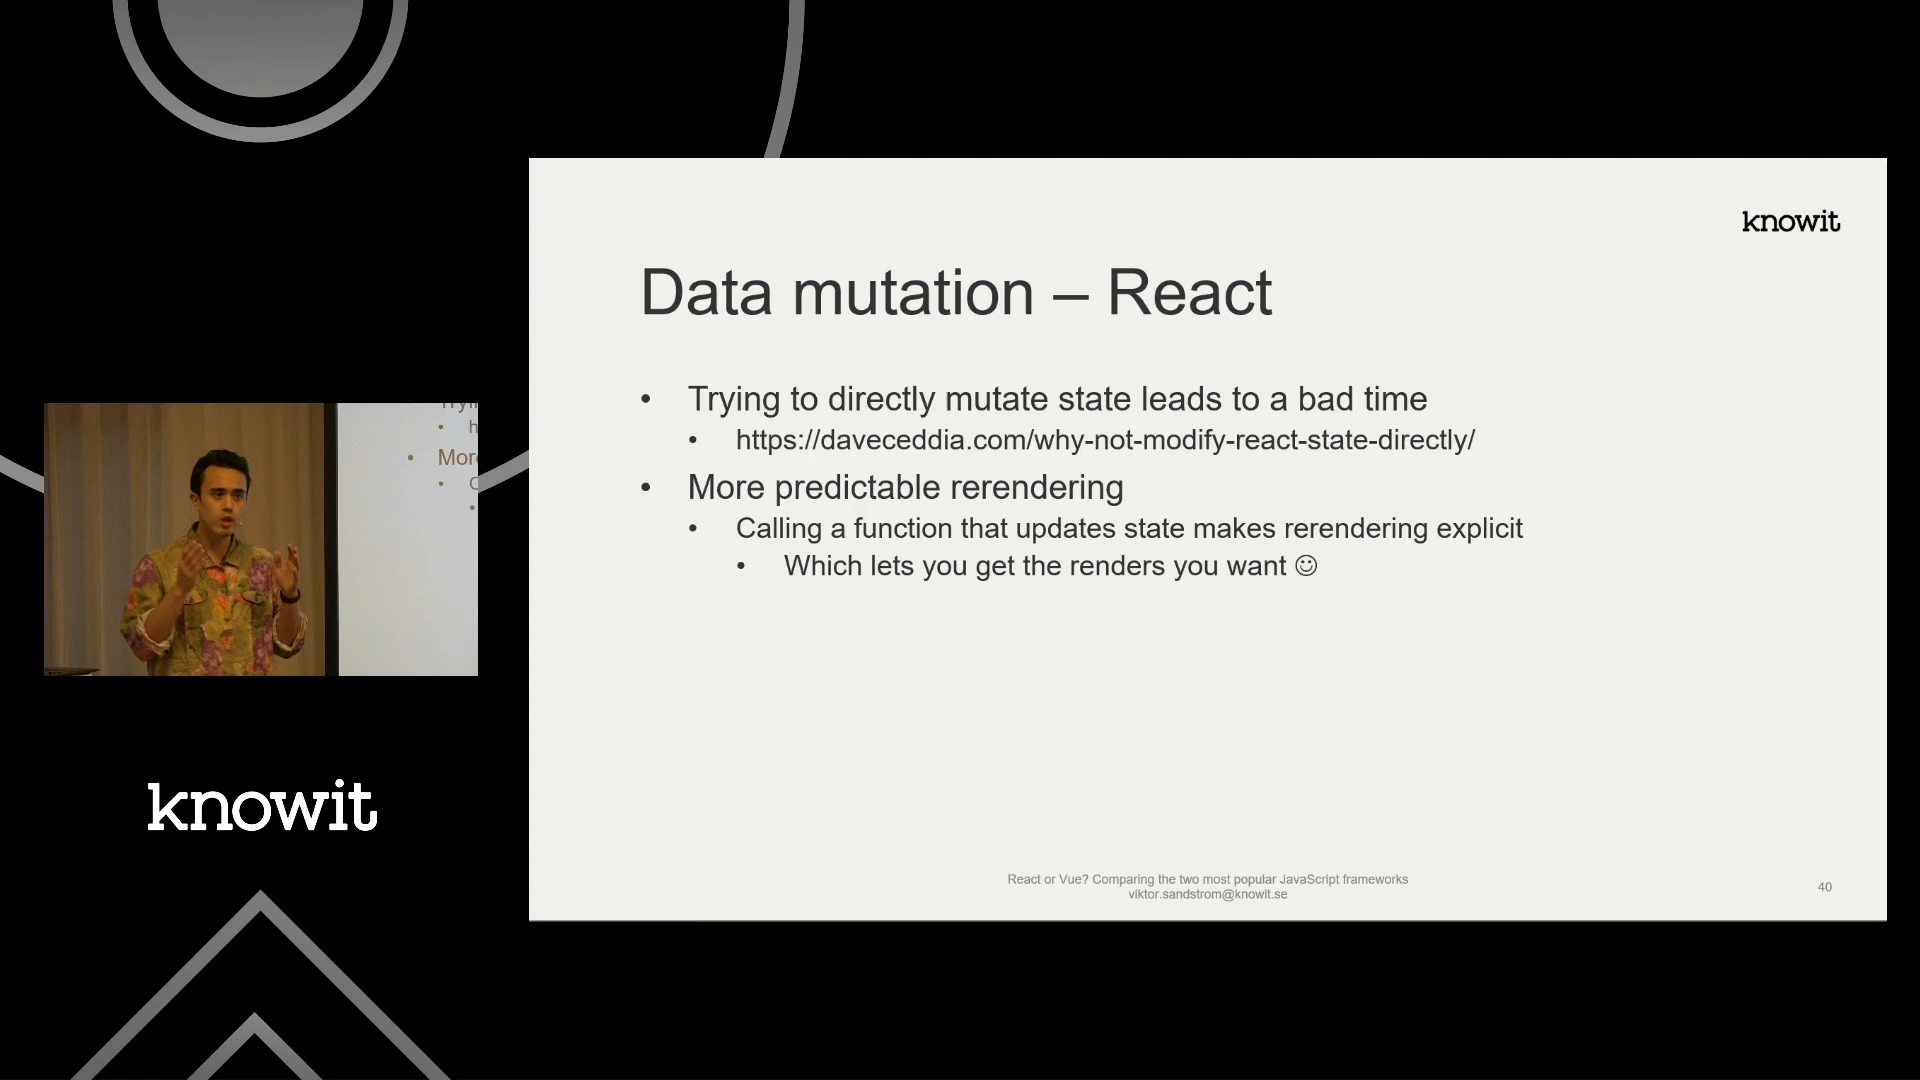 knowit
Data mutation – React
• Trying to directly mutate state leads to a bad time
• https://daveceddia.com/why-not-modify-react-state-directly/
• More predictable rerendering
• Calling a function that updates state makes rerendering explicit
• Which lets you get the renders you want ☺
React or Vue? Comparing the two most popular JavaScript frameworks
viktor.sandstrom@knowit.se
40
• h
• Mor
knowit